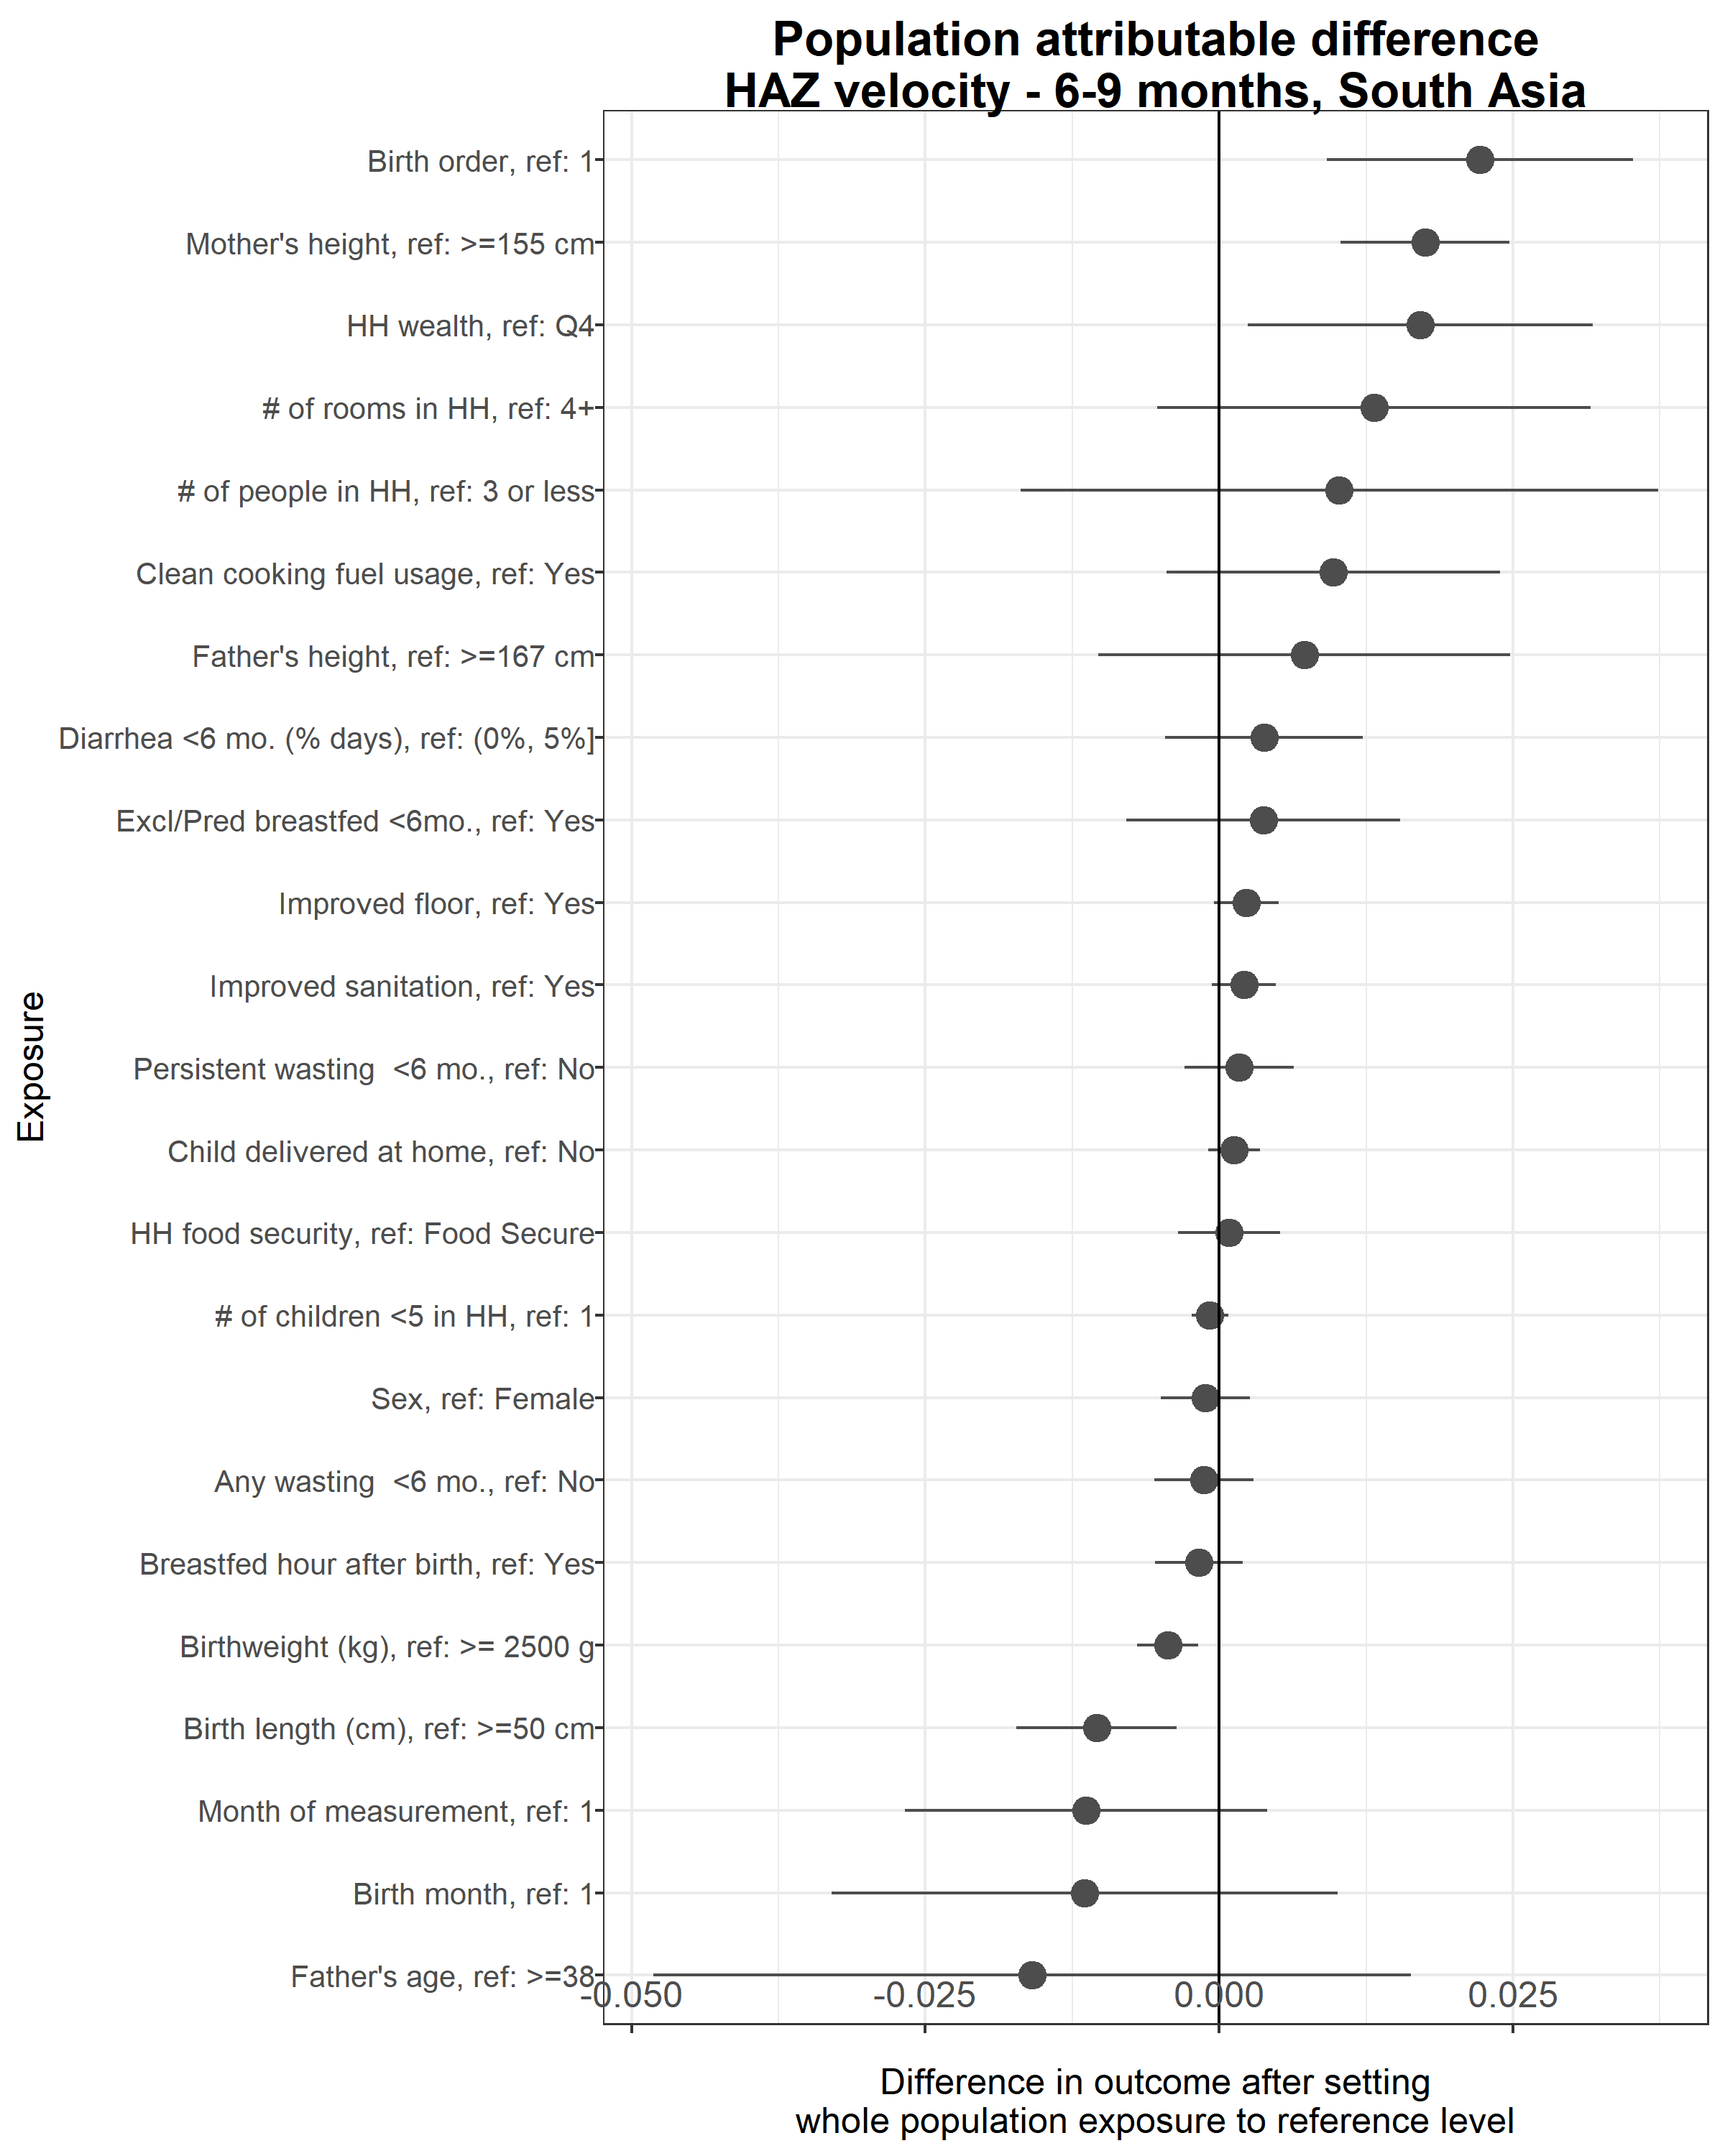 Population attributable difference
HAZ velocity - 6-9 months, South Asia
Birth order, ref: 1
Mother's height, ref: >=155 cm
HH wealth, ref: Q4
# of rooms in HH, ref: 4+
# of people in HH, ref: 3 or less
Clean cooking fuel usage, ref: Yes
Father's height, ref: >=167 cm
Diarrhea <6 mo. (% days), ref: (0%, 5%]
Excl/Pred breastfed <6mo., ref: Yes
Improved floor, ref: Yes
Improved sanitation, ref: Yes
Persistent wasting  <6 mo., ref: No
Child delivered at home, ref: No
HH food security, ref: Food Secure
# of children <5 in HH, ref: 1
Sex, ref: Female
Any wasting  <6 mo., ref: No
Breastfed hour after birth, ref: Yes
Birthweight (kg), ref: >= 2500 g
Birth length (cm), ref: >=50 cm
Month of measurement, ref: 1
Birth month, ref: 1
Father's age, ref: >=38
Exposure
-0.050 -0.025 0.000 0.025
Difference in outcome after setting
whole population exposure to reference level